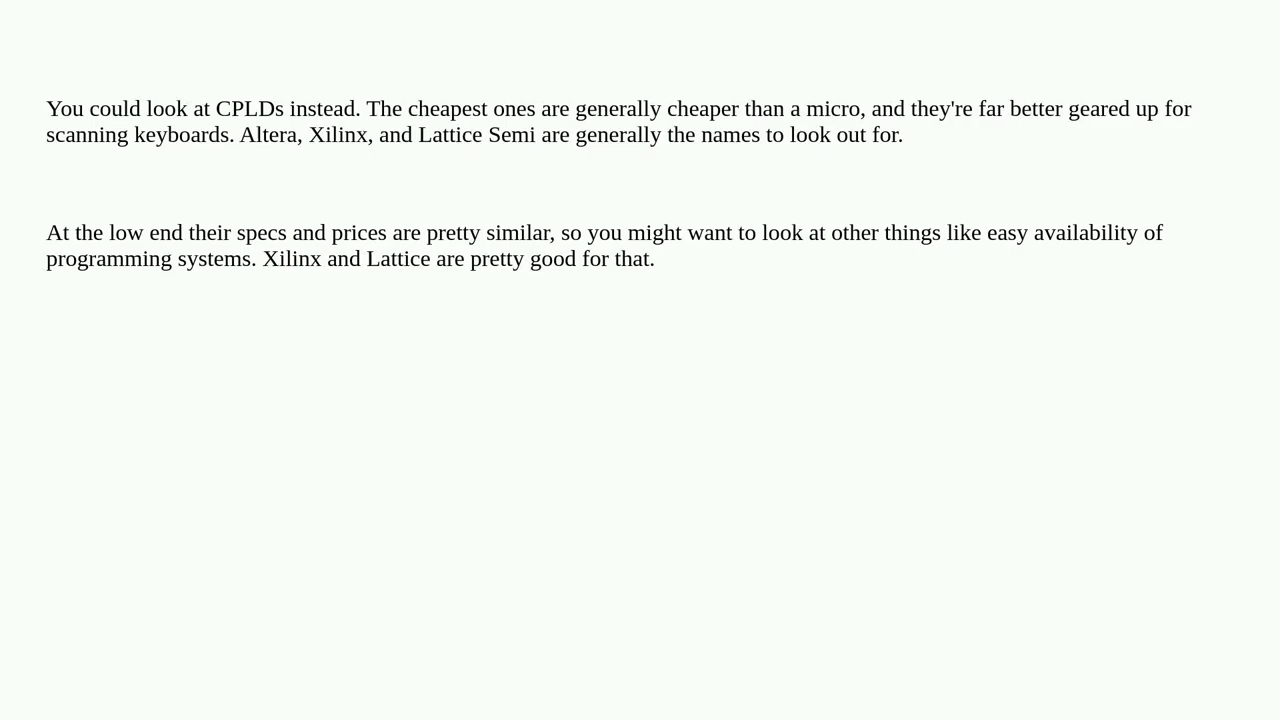 You could look at CPLDs instead. The cheapest ones are generally cheaper than a micro, and they're far better geared up for
scanning keyboards. Altera, Xilinx, and Lattice Semi are generally the names to look out for.
At the low end their specs and prices are pretty similar, so you might want to look at other things like easy availability of
programming systems. Xilinx and Lattice are pretty good for that.